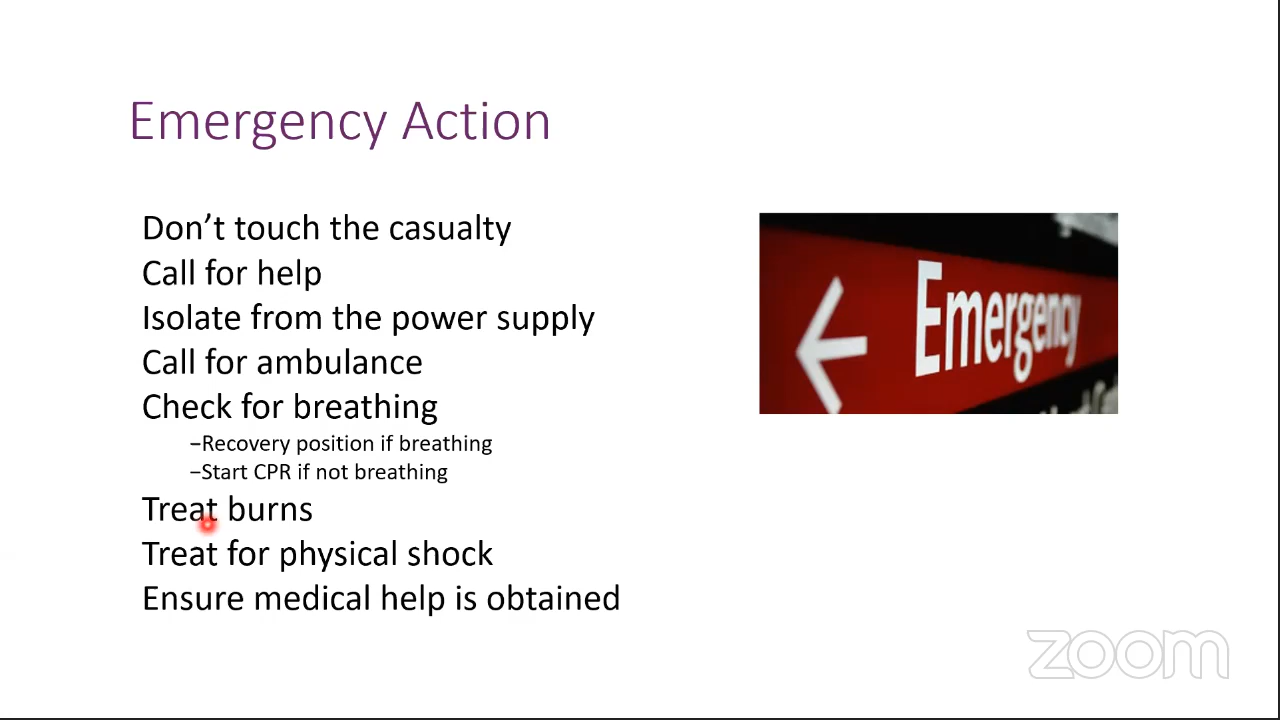 Emergency Action
Don’t touch the casualty
Call for help
Isolate from the power supply
Call for ambulance
Check for breathing
–Recovery position if breathing
–Start CPR if not breathing
Treat burns
Treat for physical shock
Ensure medical help is obtained
Emergency
zoom